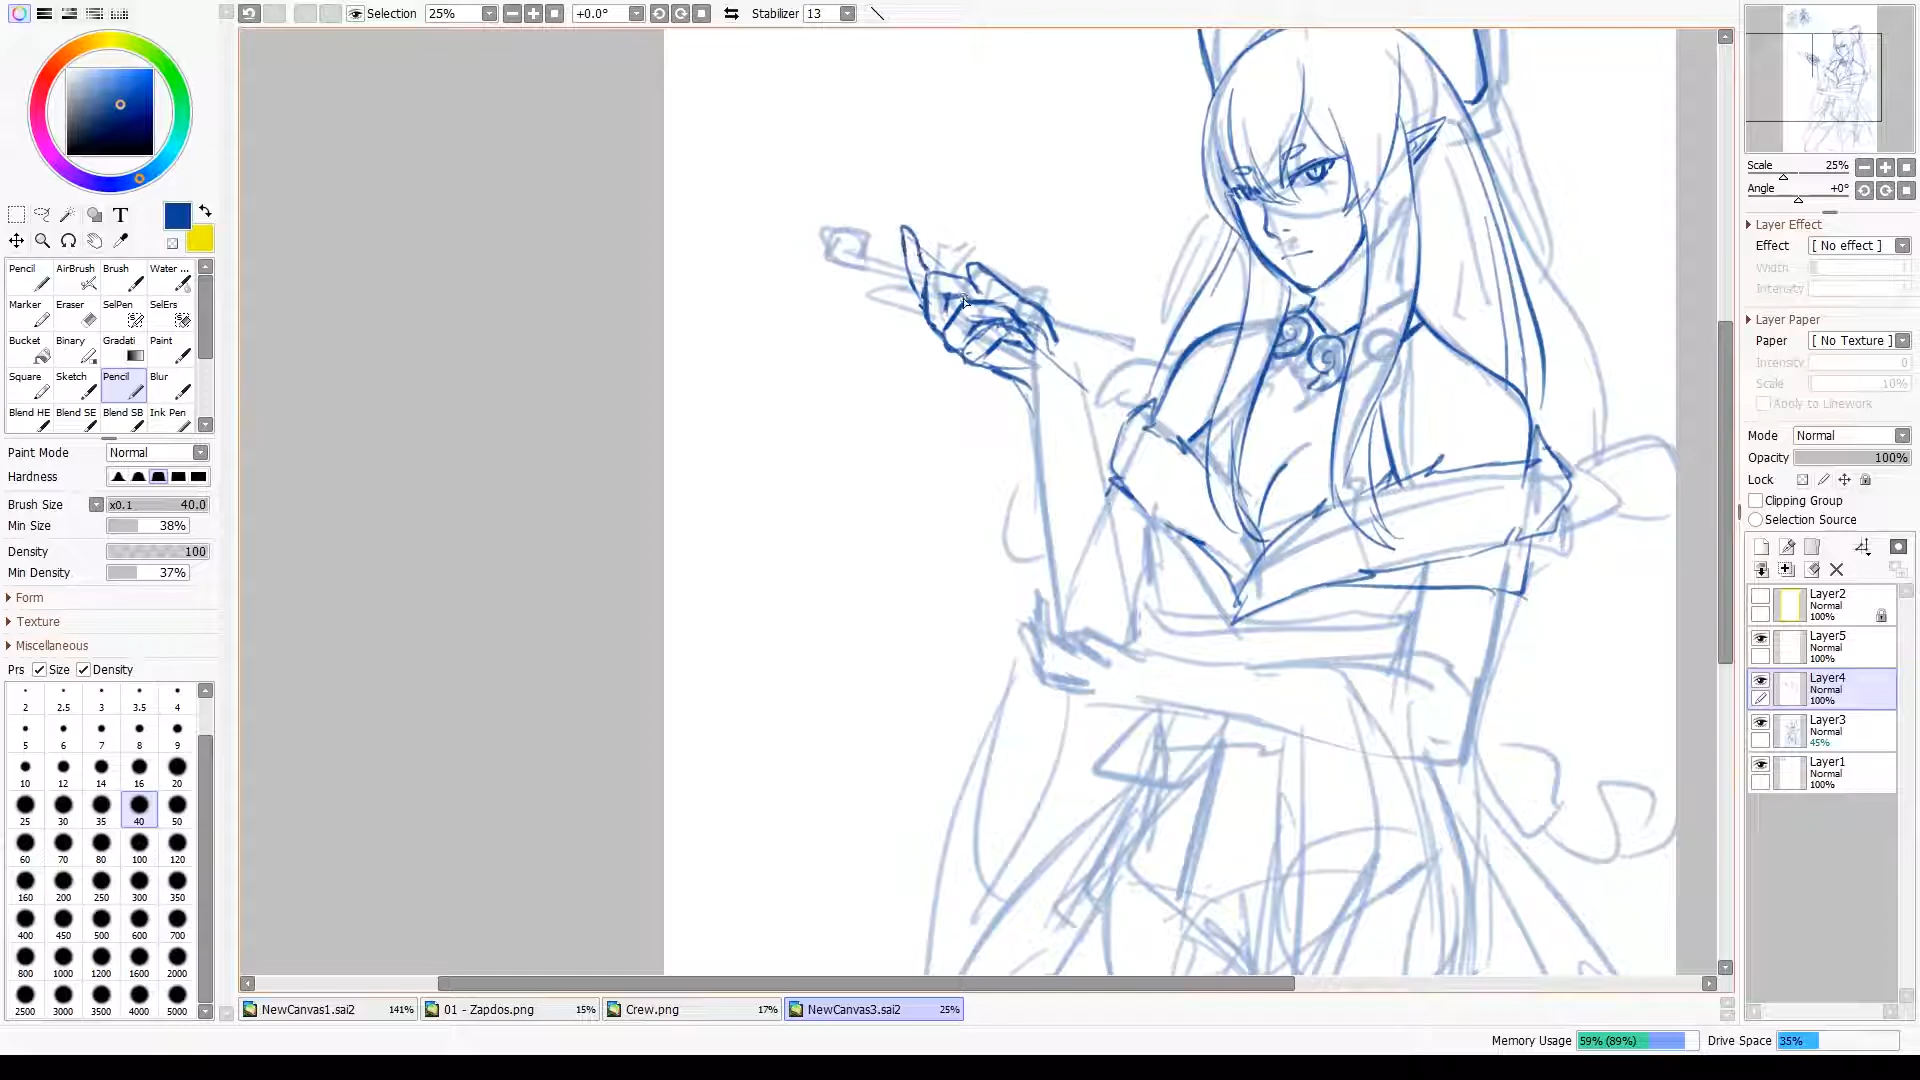 Selection 25% +0.0° Stabilizer 13
Scale 25%
Angle +0°
Layer Effect
Effect [ No effect ]
Width 1
Intensity 1
Layer Paper
Paper [ No Texture ]
Intensity 0
Scale 10%
Apply to Linework
Mode Normal
Opacity 100%
Lock
Clipping Group
Selection Source
Layer2
Normal
100%
Layer5
Normal
100%
Layer4
Normal
100%
Layer3
Normal
45%
Layer1
Normal
100%
T
Pencil AirBrush Brush Water ...
Marker Eraser SelPen SelErs
Bucket Binary Gradati Paint
Square Sketch Pencil Blur
Blend HE Blend SE Blend SB Ink Pen
Paint Mode Normal
Hardness
Brush Size x0.1 40.0
Min Size 38%
Density 100
Min Density 37%
Form
Texture
Miscellaneous
Prs Size Density
2 2.5 3 3.5 4
5 6 7 8 9
10 12 14 16 20
25 30 35 40 50
60 70 80 100 120
160 200 250 300 350
400 450 500 600 700
800 1000 1200 1600 2000
2500 3000 3500 4000 5000
NewCanvas1.sai2 141% 01 - Zapdos.png 15% Crew.png 17% NewCanvas3.sai2 25%
Memory Usage 59% (89%) Drive Space 35%